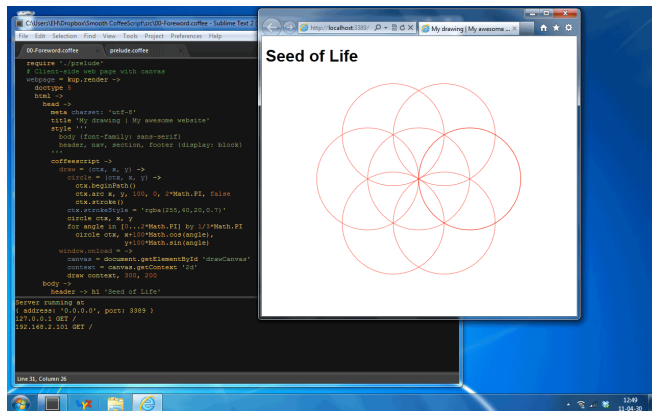 C:\Users\EH\Dropbox\Smooth CoffeeScript\src\00-Foreword.coffee - Sublime Text 2
File Edit Selection Find View Tools Project Preferences Help
00-Foreword.coffee
prelude.coffee
require './prelude'
# Client-side web page with canvas
webpage = kup.render ->
doctype 5
html ->
head ->
meta charset: 'utf-8'
title 'My drawing | My awesome website'
style '''
body {font-family: sans-serif}
header, nav, section, footer {display: block}
'''
coffeescript ->
draw = (ctx, x, y) ->
circle = (ctx, x, y) ->
ctx.beginPath()
ctx.arc x, y, 100, 0, 2*Math.PI, false
ctx.stroke()
ctx.strokeStyle = 'rgba(255,40,20,0.7)'
circle ctx, x, y
for angle in [0...2*Math.PI] by 1/3*Math.PI
circle ctx, x+100*Math.cos(angle),
y+100*Math.sin(angle)
window.onload = ->
canvas = document.getElementById 'drawCanvas'
context = canvas.getContext '2d'
draw context, 300, 200
body ->
header -> h1 'Seed of Life'
Server running at
{ address: '0.0.0.0', port: 3389 }
127.0.0.1 GET /
192.168.2.101 GET /
Line 31, Column 26
http://localhost:3389/
My drawing | My awesome ...
Seed of Life
12:49
11-04-30